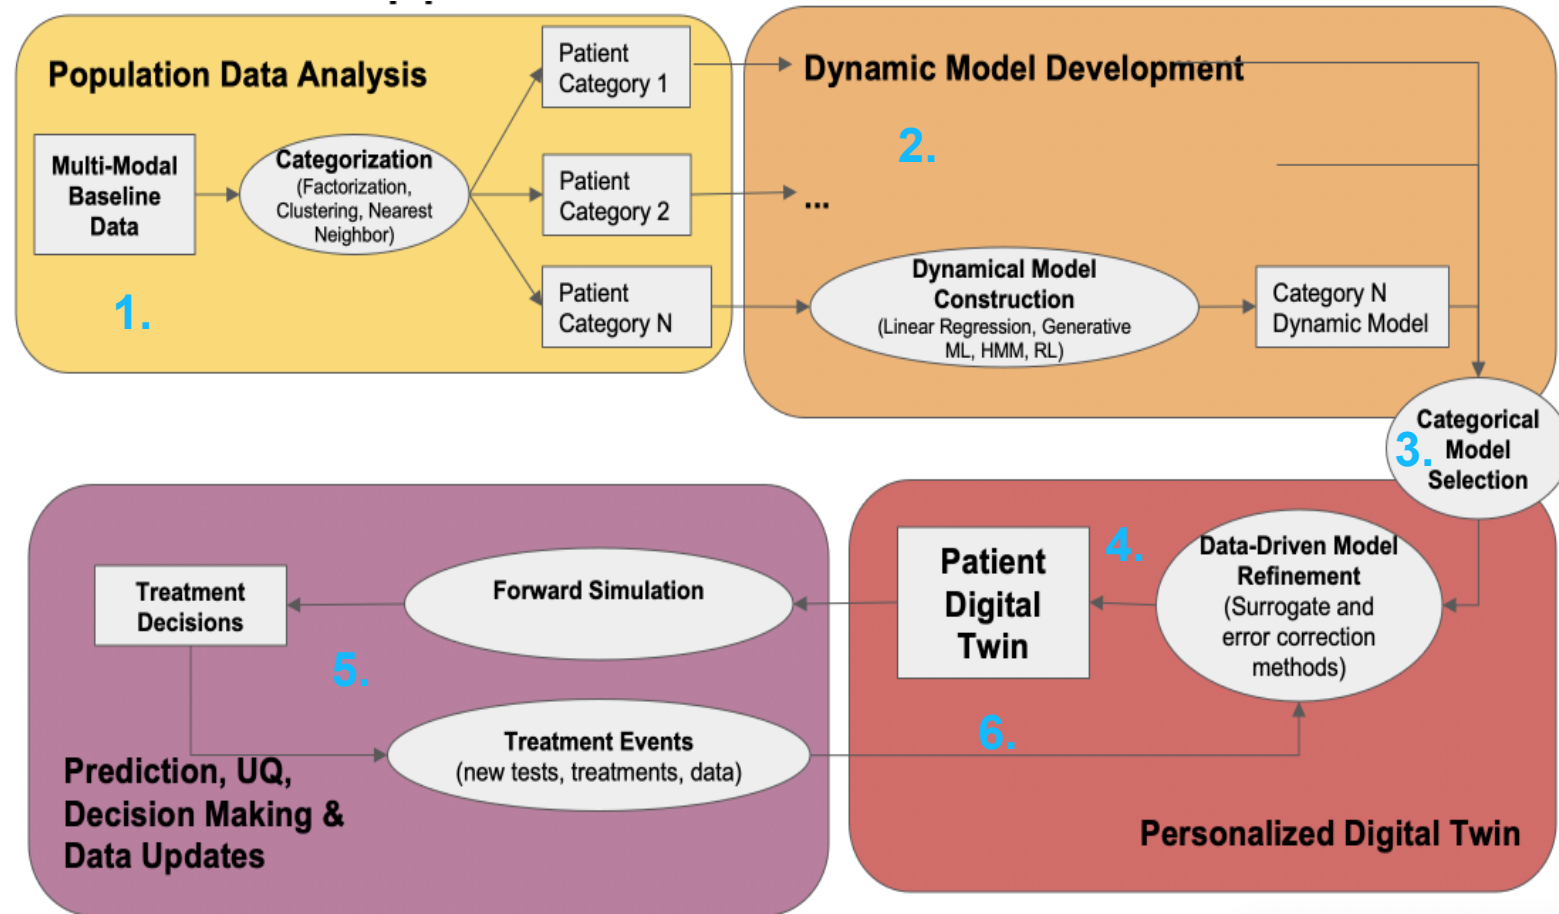 Population Data Analysis
Multi-Modal
Baseline
Data
Categorization
(Factorization,
Clustering, Nearest
Neighbor)
Patient
Category 1
Patient
Category 2
Patient
Category N
1.
Dynamic Model Development
2.
...
Dynamical Model
Construction
(Linear Regression, Generative
ML, HMM, RL)
Category N
Dynamic Model
Categorical
3. Model
Selection
Data-Driven Model
Refinement
(Surrogate and
error correction
methods)
4.
Patient
Digital
Twin
6.
Personalized Digital Twin
Forward Simulation
Treatment
Decisions
5.
Treatment Events
(new tests, treatments, data)
Prediction, UQ,
Decision Making &
Data Updates